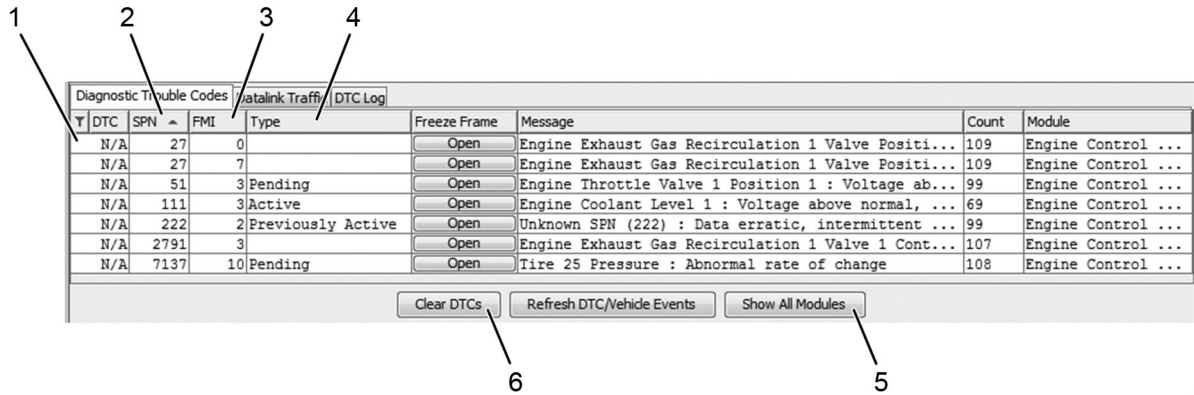 1 2 3 4
Diagnostic Trouble Codes Datalink Traffic DTC Log
DTC SPN FMI Type Freeze Frame Message Count Module
N/A 27 0 Open Engine Exhaust Gas Recirculation 1 Valve Positi... 109 Engine Control ...
N/A 27 7 Open Engine Exhaust Gas Recirculation 1 Valve Positi... 109 Engine Control ...
N/A 51 3 Pending Open Engine Throttle Valve 1 Position 1 : Voltage ab... 99 Engine Control ...
N/A 111 3 Active Open Engine Coolant Level 1 : Voltage above normal, ... 69 Engine Control ...
N/A 222 2 Previously Active Open Unknown SPN (222) : Data erratic, intermittent ... 99 Engine Control ...
N/A 2791 3 Open Engine Exhaust Gas Recirculation 1 Valve 1 Cont... 107 Engine Control ...
N/A 7137 10 Pending Open Tire 25 Pressure : Abnormal rate of change 108 Engine Control ...
Clear DTCs Refresh DTC/Vehicle Events Show All Modules
6 5